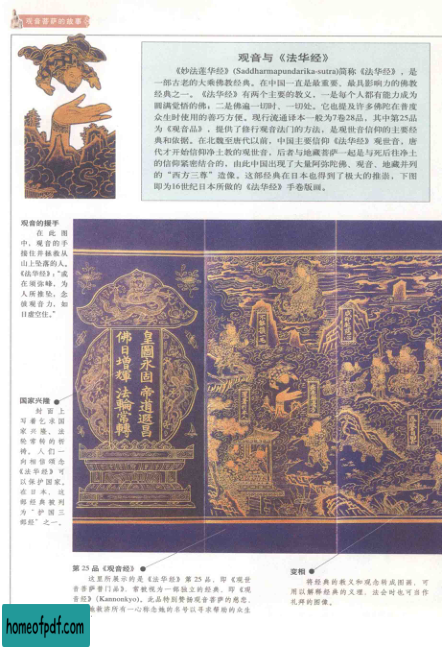 观音菩萨的故事
观音与《法华经》
《妙法莲华经》(Saddharmapundarika-sutra)简称《法华经》，是
一部古老的大乘佛教经典。在中国一直是最重要、最具影响力的佛教
经典之一。《法华经》有两个主要的教义，一是每个人都有能力成为
圆满觉悟的佛，二是佛遍一切时、一切处。它也提及许多佛陀在普度
众生时使用的善巧方便。现行流通译本一般为7卷28品，其中第25品
为《观音品》，提供了修行观音法门的方法，是观世音信仰的主要经
典和依据。在北魏至唐代以前，中国主要信仰《法华经》观世音。唐
代才开始信仰净土教的观世音。后者与地藏菩萨一起是与死后往净土
的信仰紧密结合的，由此中国出现了大量阿弥陀佛、观音、地藏并列
的“西方三尊”造像。这部经典在日本也得到了极大的推崇，下图
即为16世纪日本所做的《法华经》手卷版画。
观音的援手
在此图
中，观音的手
接住并拯救从
山上坠落的人。
《法华经》：“或
在须弥峰，为
人所推坠，念
彼观音力，如
日虚空住。”
皇圖永固 帝道遐昌
佛日增輝 法輪常轉
国家兴隆
封面上
写着乞求国
家兴隆、法
轮常转的祈
祷。人们一
向相信颂念
《法华经》可
以保护国家。
在日本，这
部经典被列
为“护国三
部经”之一。
第25品《观音经》
这里所展示的是《法华经》第25品，即《观世
音菩萨普门品》，常被视为一部独立的经典，即《观
音经》(Kannonkyo)。此品特别赞扬观音菩萨的慈悲，
她救济所有一心称念她的名号以寻求帮助的众生
变相
将经典的教义和观念转成图画，可
用以解释经典的义理，法会时也可当作
礼拜的图像。
homeofpdf.com